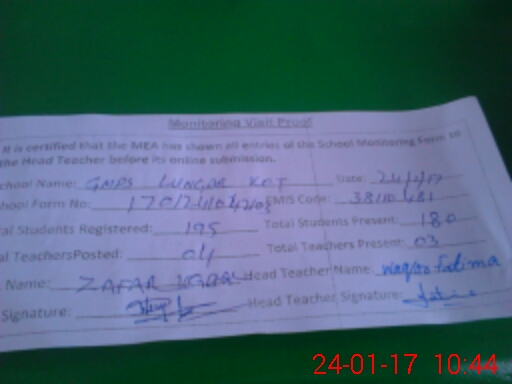 Monitoring Visit Proof
It is certified that the MEA has shown all entries of the School Monitoring Form to
the Head Teacher before its online submission.
School Name: GMPS LUNGAR KOT Date: 24/1/17
School Form No: EMIS Code:
Total Students Registered: 195 Total Students Present: 180
Total Teachers Posted: 04 Total Teachers Present: 03
Name: ZAFAR IQBAL Head Teacher Name: Waqar Fatima
Signature: Head Teacher Signature:
24-01-17 10:44